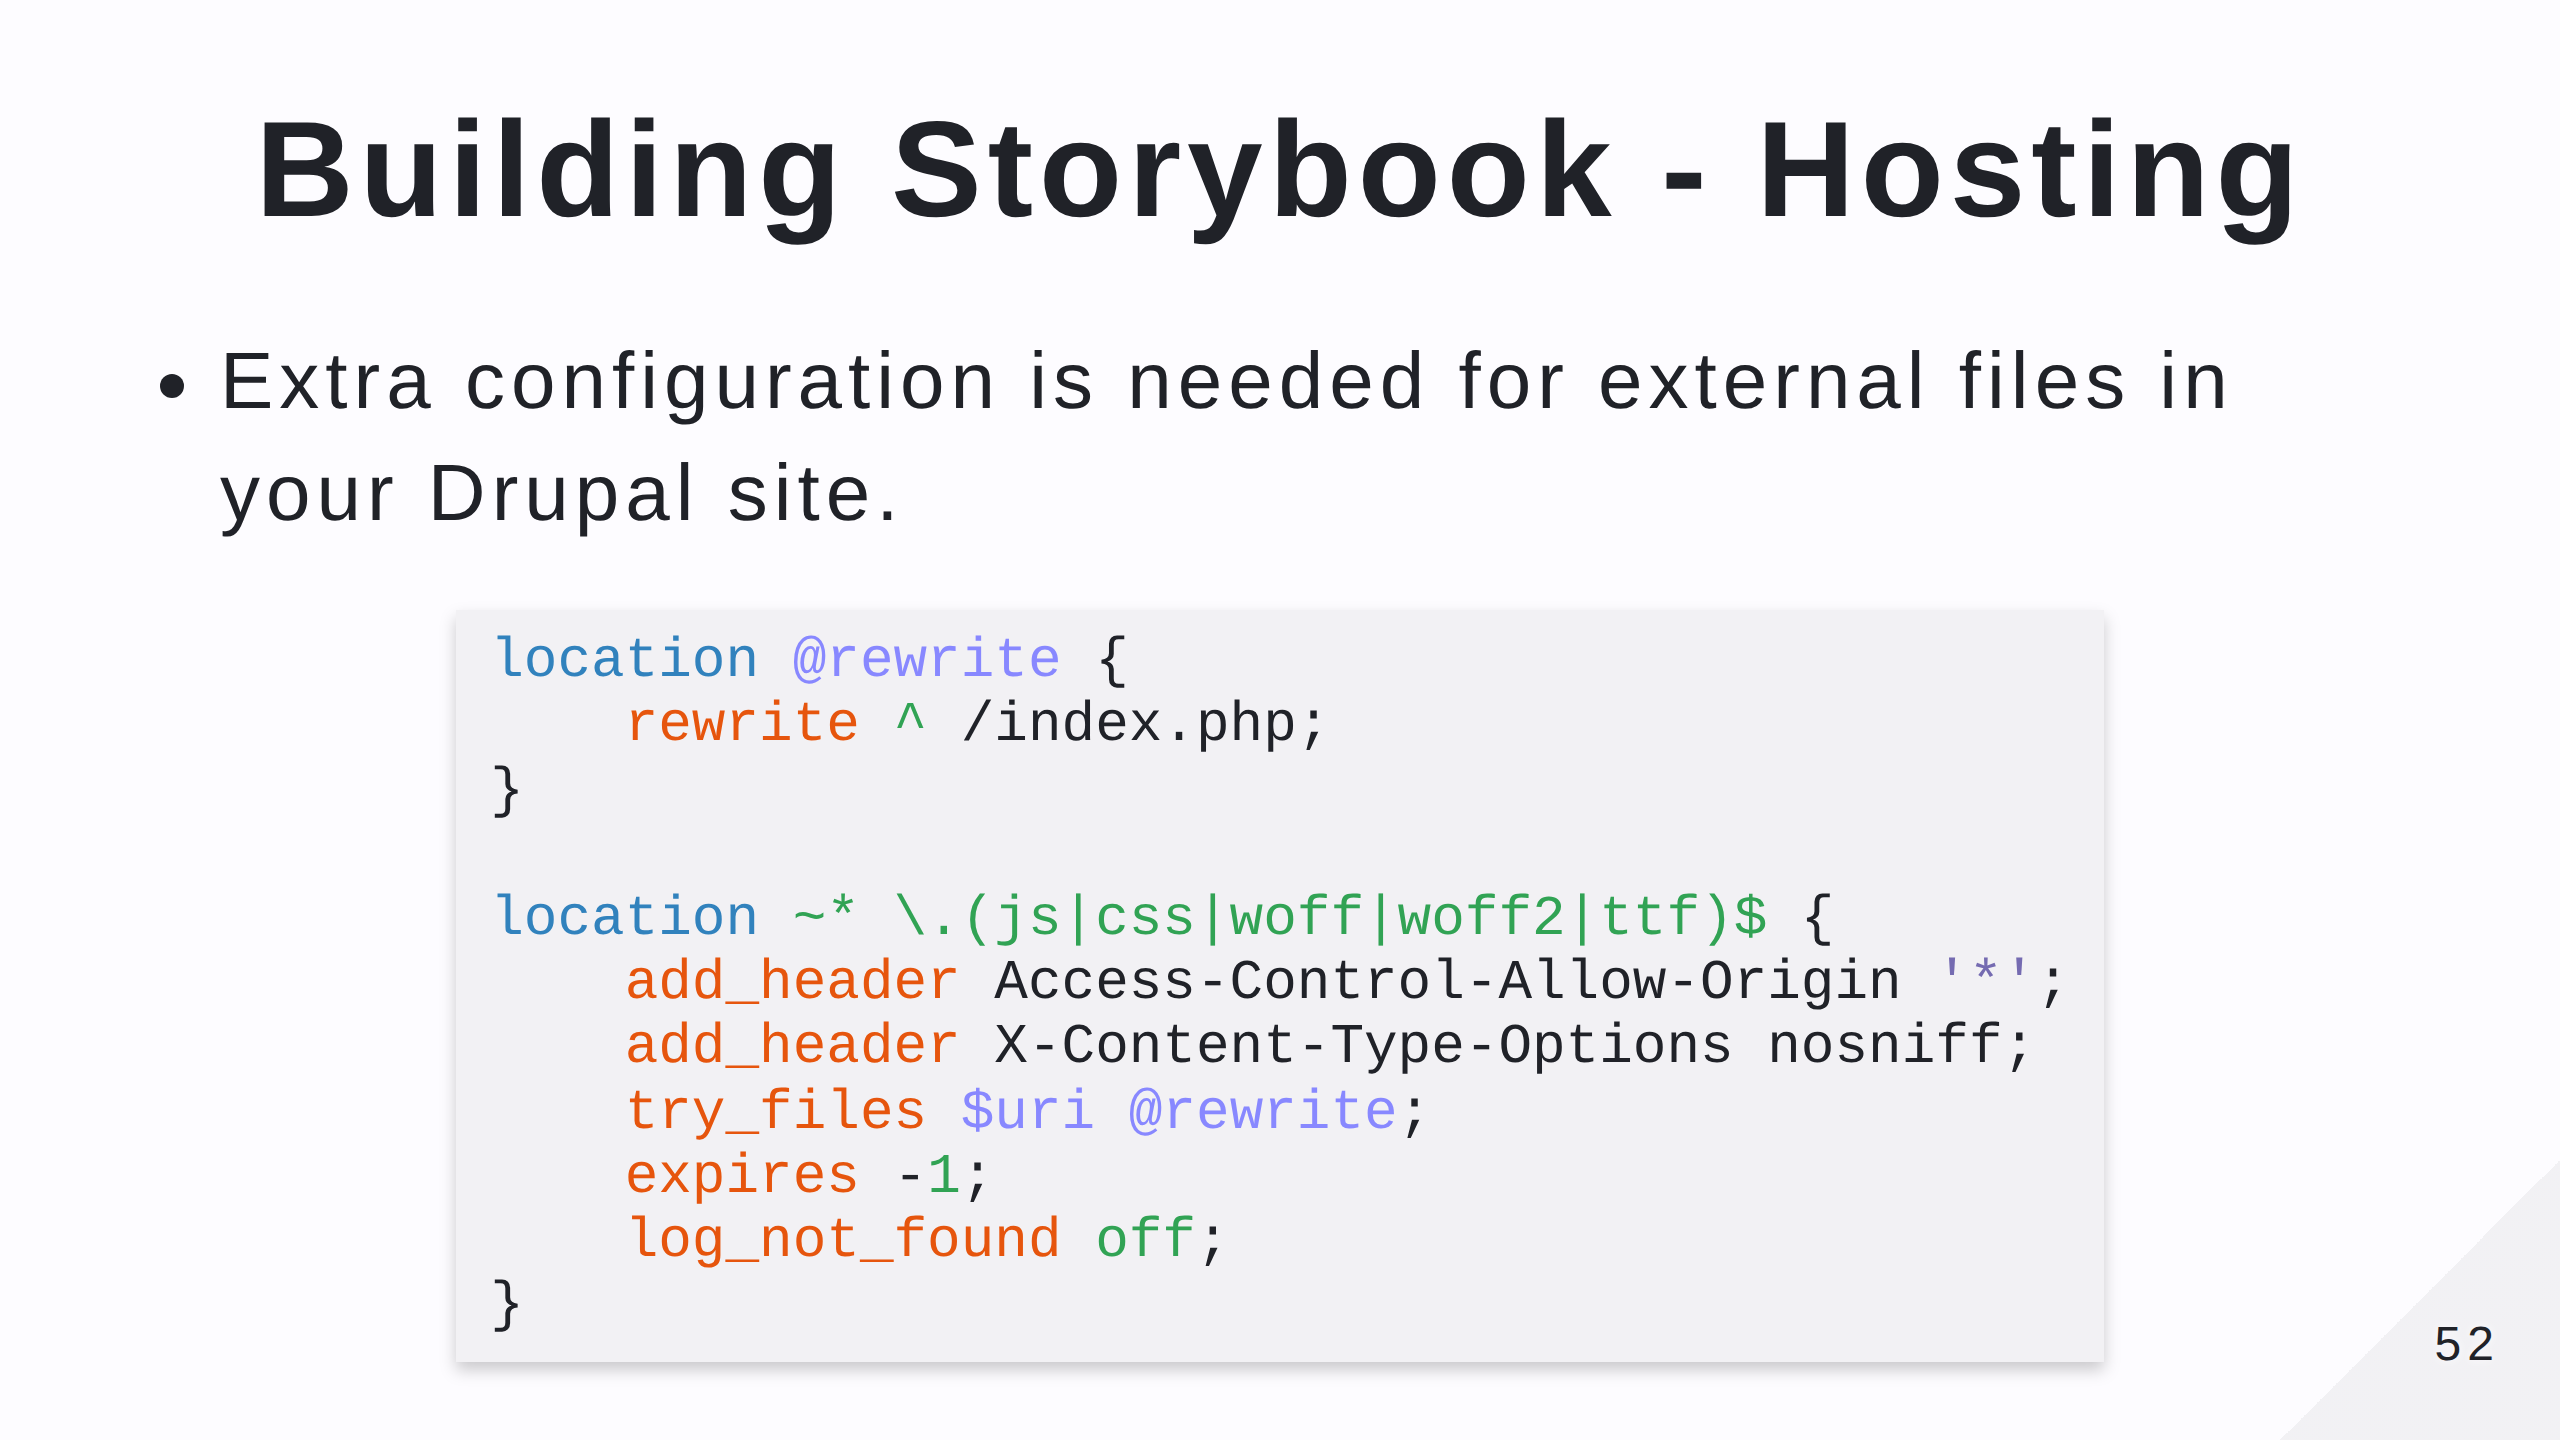 Building Storybook - Hosting
• Extra configuration is needed for external files in
your Drupal site.
location @rewrite {
    rewrite ^ /index.php;
}

location ~* \.(js|css|woff|woff2|ttf)$ {
    add_header Access-Control-Allow-Origin '*';
    add_header X-Content-Type-Options nosniff;
    try_files $uri @rewrite;
    expires -1;
    log_not_found off;
}
52